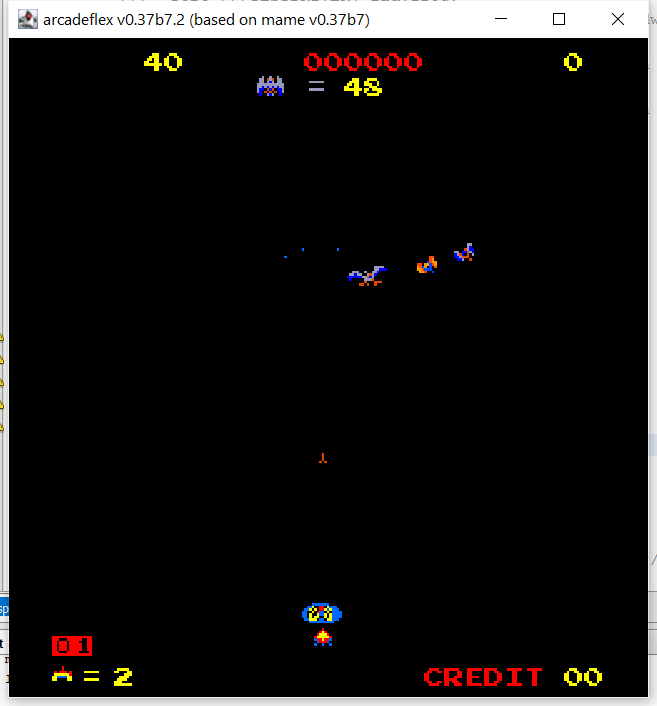 arcadeflex v0.37b7.2 (based on mame v0.37b7)
40 000000 0
= 48
01
= 2 CREDIT 00